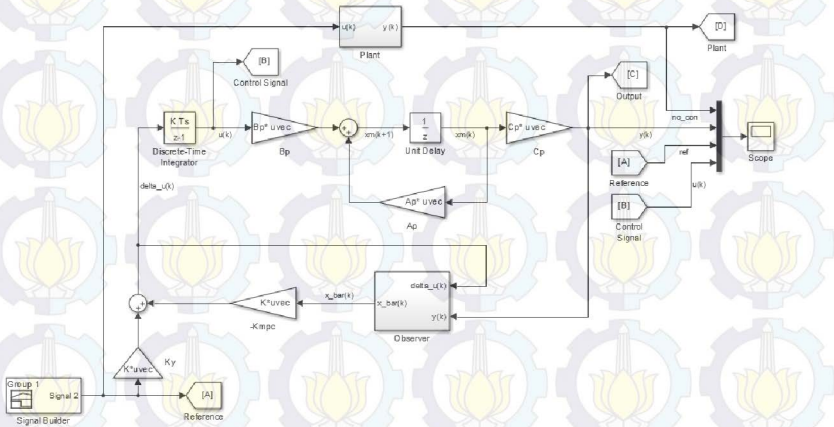 u(k) y(k)
Plant
[D]
Plant
[B]
Control Signal
[C]
Output
K Ts
z-1
Discrete-Time
Integrator
u(k)
Bp* uvec
Bp
xm(k+1)
1
z
Unit Delay
xm(k)
Cp* uvec
Cp
no_con
y(k)
ref
u(k)
Scope
[A]
Reference
[B]
Control
Signal
Ap* uvec
Ap
delta_u(k)
K*uvec
-Kmpc
x_bar(k)
x_bar(k)
delta_u(k)
y(k)
Observer
K*uvec
Ky
Group 1
Signal 2
Signal Builder
[A]
Reference